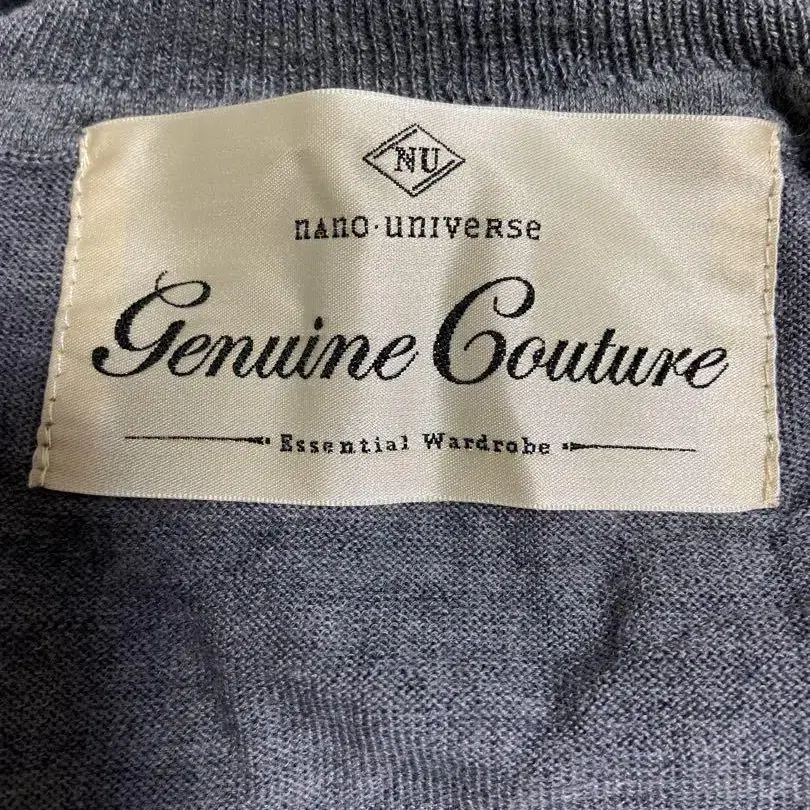 NU
nano·universe
Genuine Couture
Essential Wardrobe